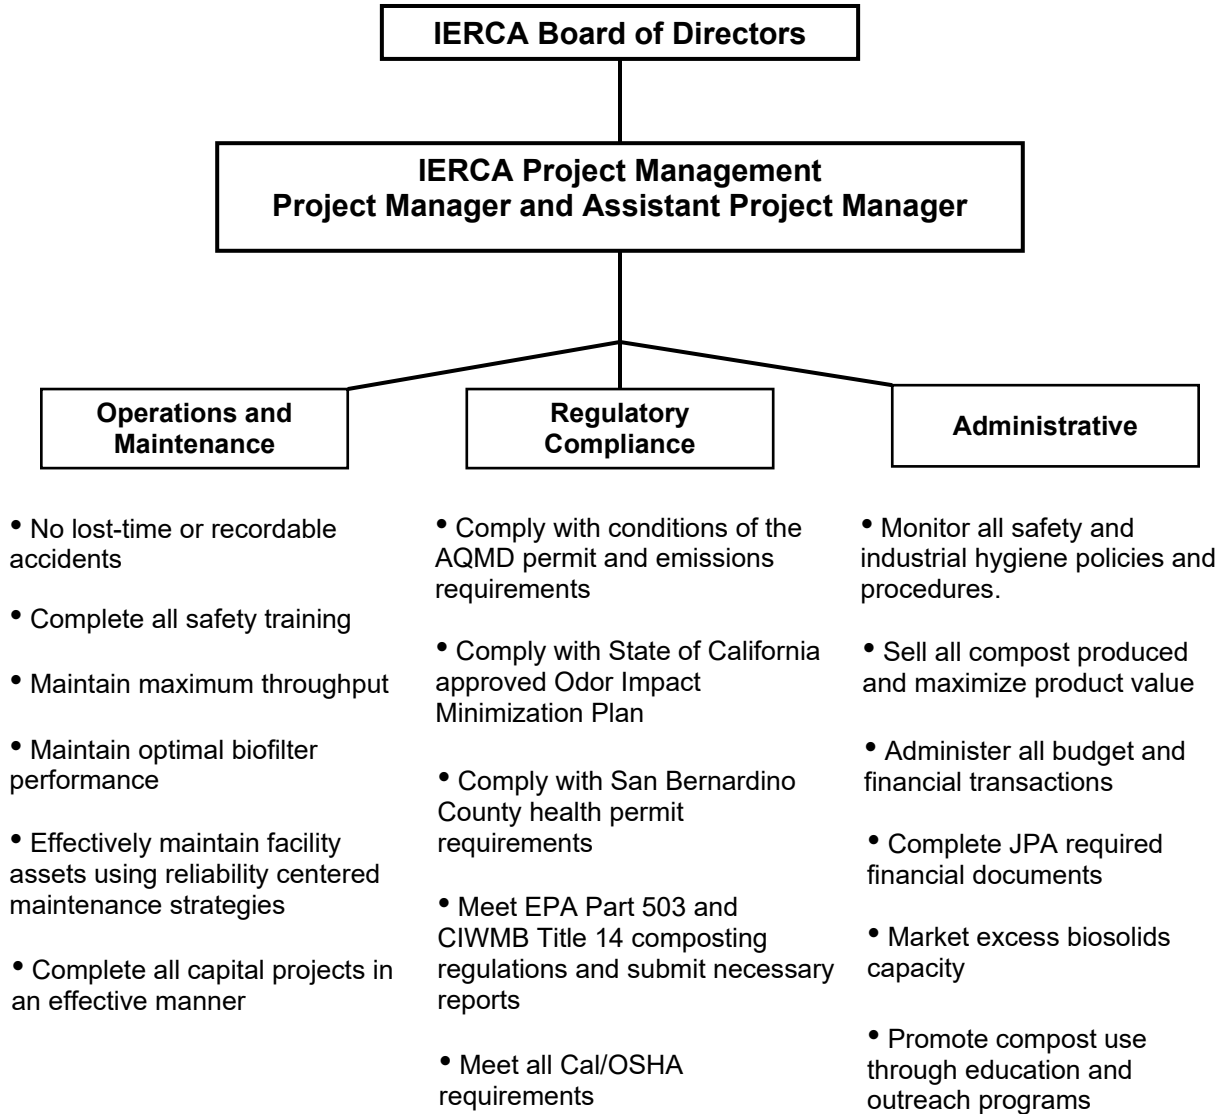 IERCA Board of Directors
IERCA Project Management
Project Manager and Assistant Project Manager
Operations and
Maintenance
• No lost-time or recordable
accidents
• Complete all safety training
• Maintain maximum throughput
• Maintain optimal biofilter
performance
• Effectively maintain facility
assets using reliability centered
maintenance strategies
• Complete all capital projects in
an effective manner
Regulatory
Compliance
• Comply with conditions of the
AQMD permit and emissions
requirements
• Comply with State of California
approved Odor Impact
Minimization Plan
• Comply with San Bernardino
County health permit
requirements
• Meet EPA Part 503 and
CIWMB Title 14 composting
regulations and submit necessary
reports
• Meet all Cal/OSHA
requirements
Administrative
• Monitor all safety and
industrial hygiene policies and
procedures.
• Sell all compost produced
and maximize product value
• Administer all budget and
financial transactions
• Complete JPA required
financial documents
• Market excess biosolids
capacity
• Promote compost use
through education and
outreach programs